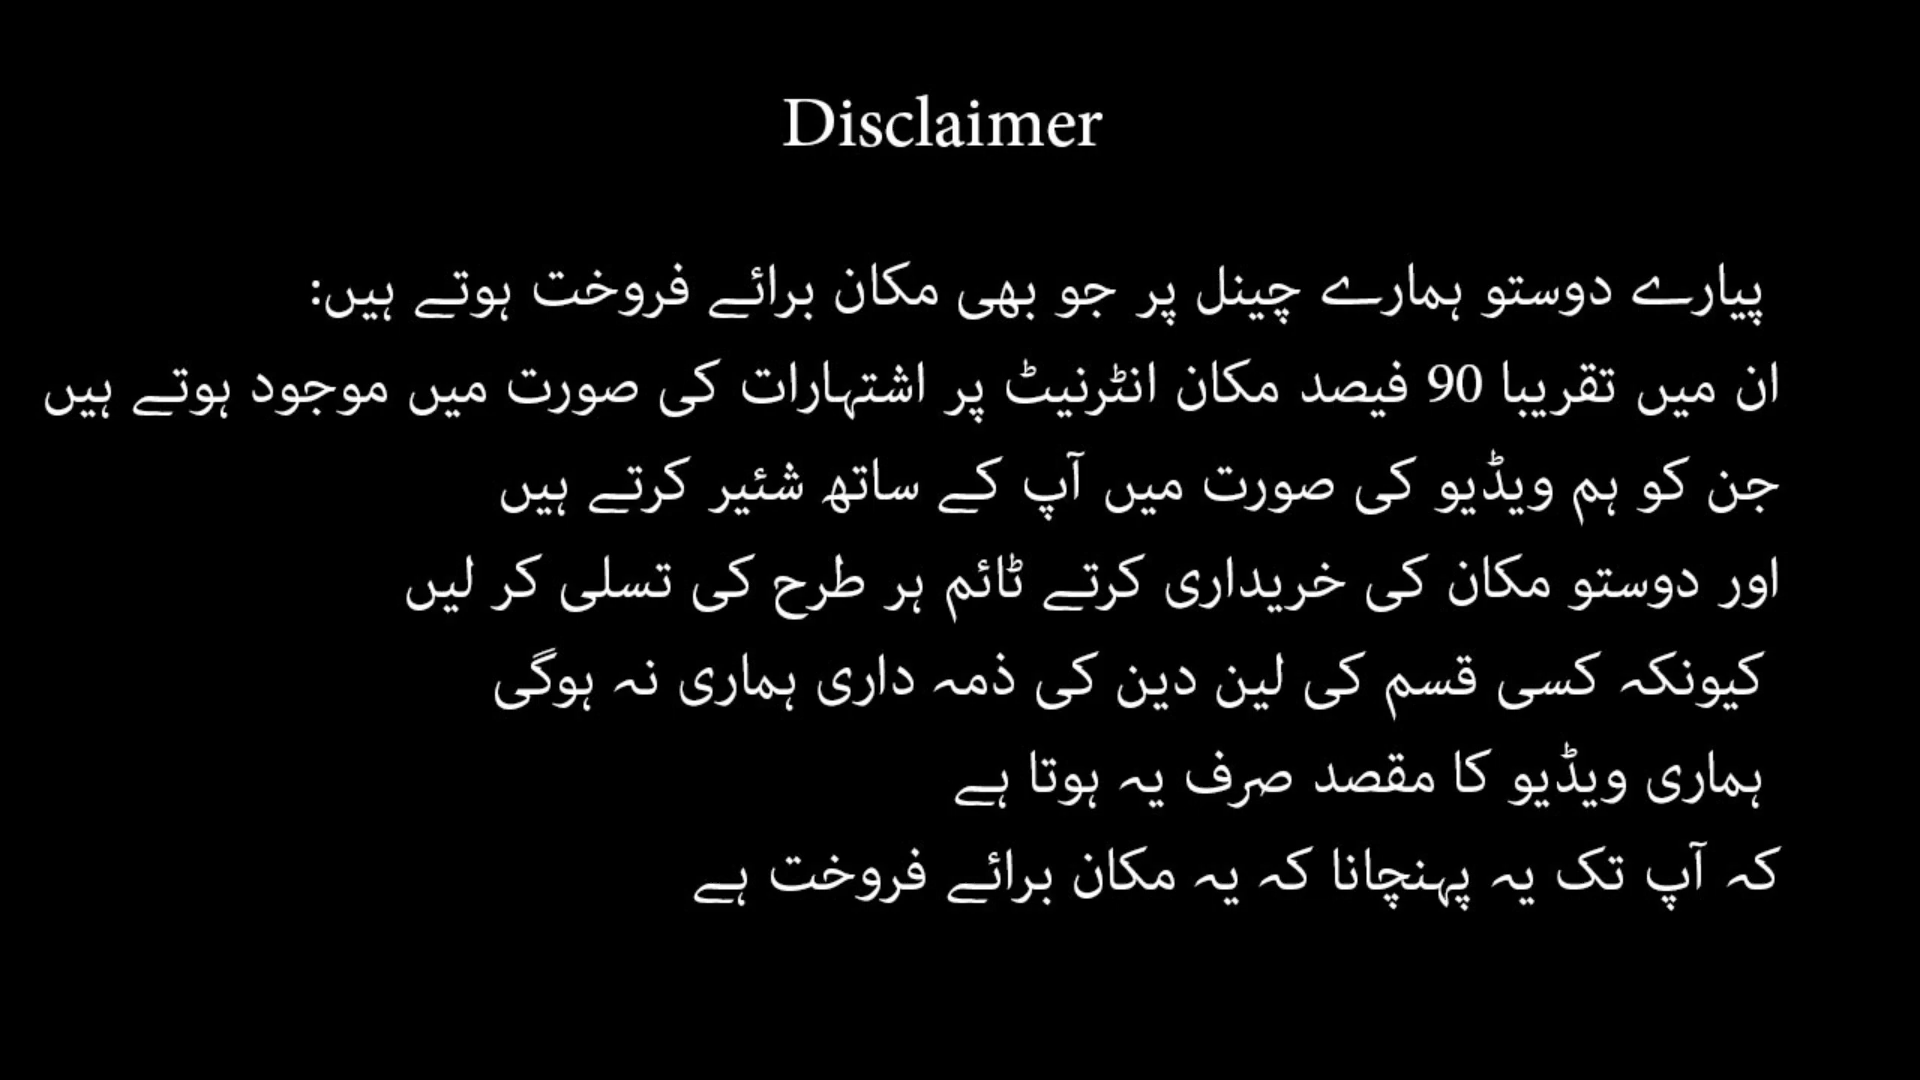 Disclaimer
پیارے دوستو ہمارے چینل پر جو بھی مکان برائے فروخت ہوتے ہیں:
ان میں تقریبا 90 فیصد مکان انٹرنیٹ پر اشتہارات کی صورت میں موجود ہوتے ہیں
جن کو ہم ویڈیو کی صورت میں آپ کے ساتھ شئیر کرتے ہیں
اور دوستو مکان کی خریداری کرتے ٹائم ہر طرح کی تسلی کر لیں
کیونکہ کسی قسم کی لین دین کی ذمہ داری ہماری نہ ہوگی
ہماری ویڈیو کا مقصد صرف یہ ہوتا ہے
کہ آپ تک یہ پہنچانا کہ یہ مکان برائے فروخت ہے